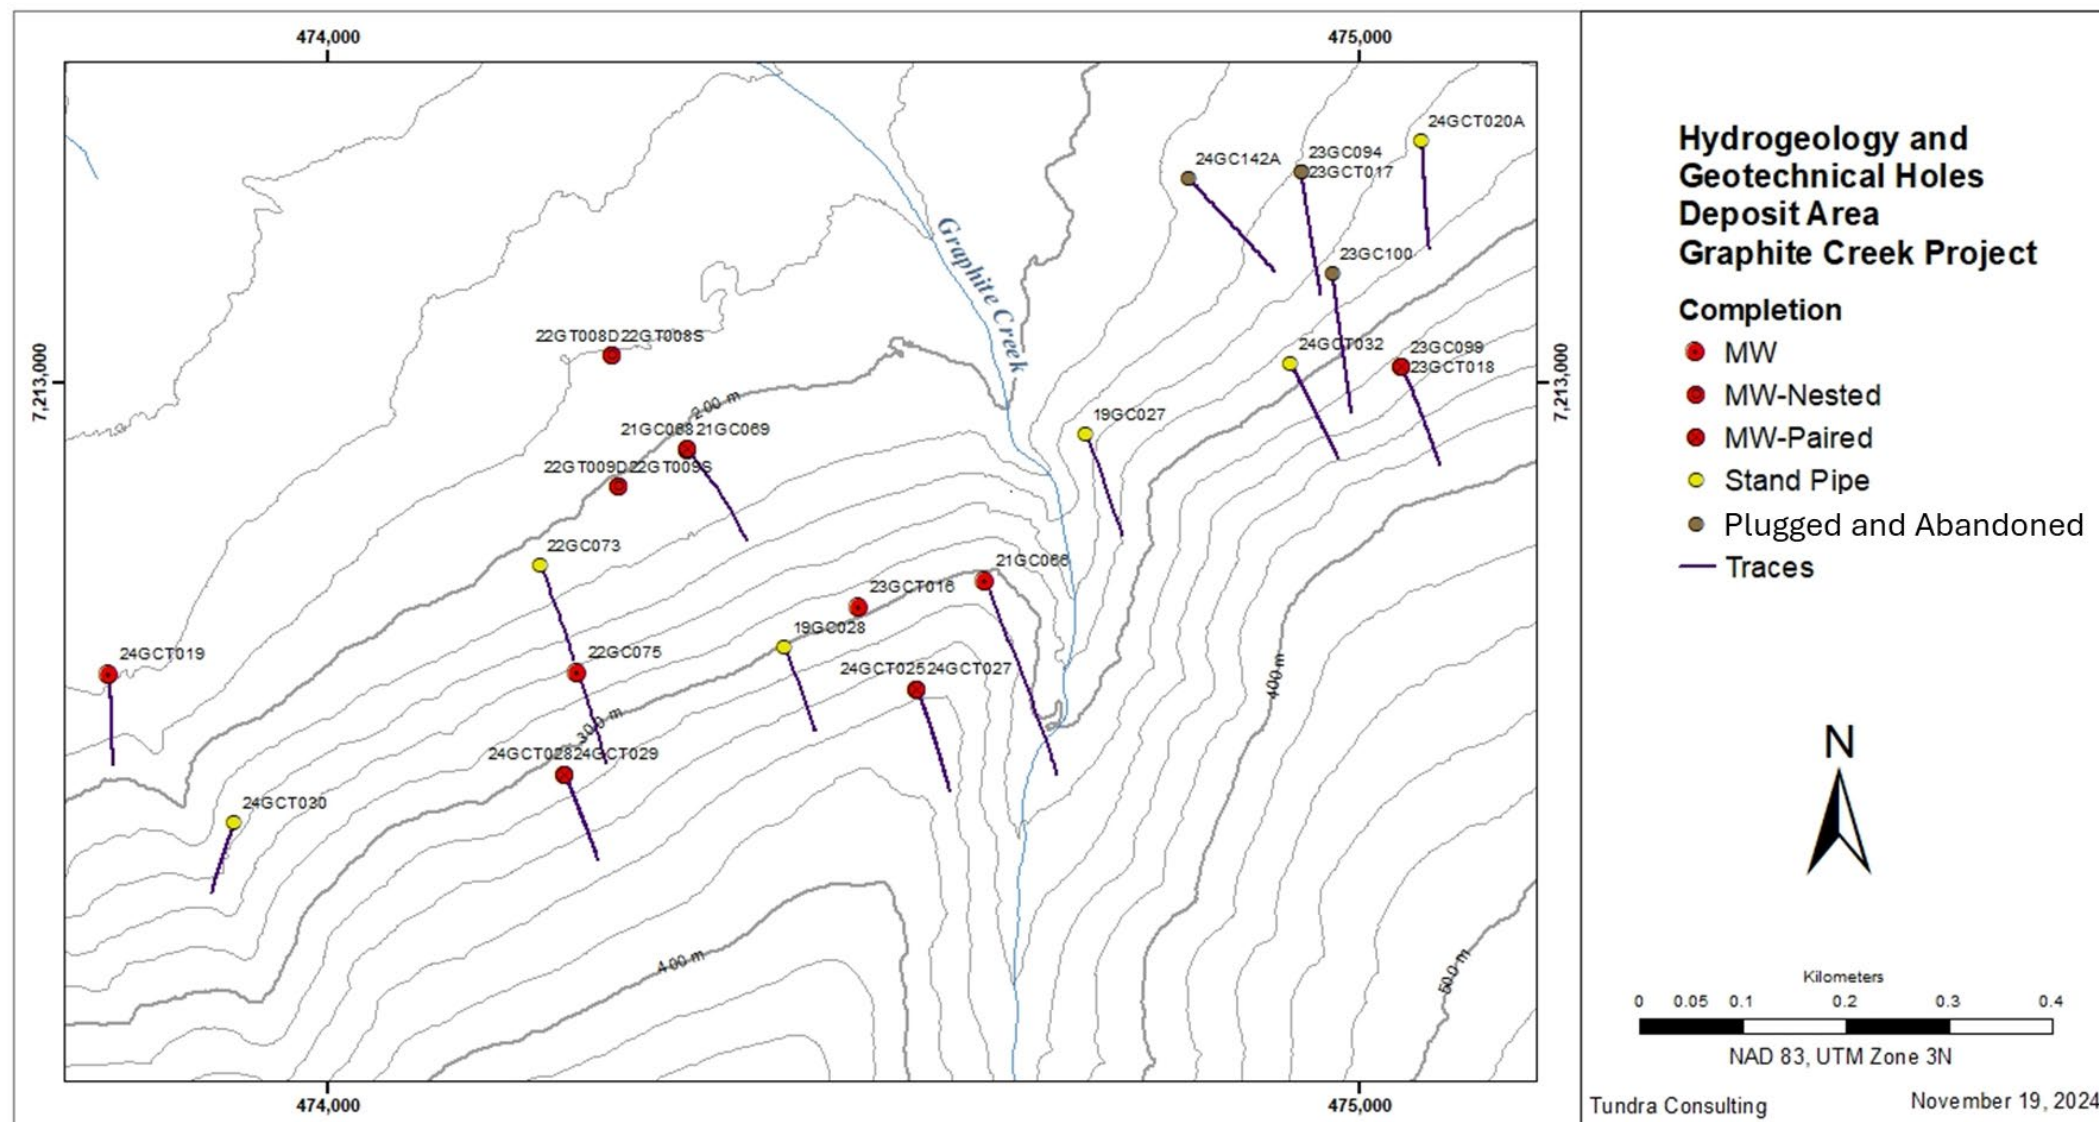 474,000
475,000
24GCT020A
23GC094
24GC142A
23GCT017
Graphite Creek
23GC100
22GT008D22GT008S
24GCT032
23GC099
23GCT018
7,213,000
7,213,000
200 m
19GC027
21GC06821GC069
22GT009D22GT009S
22GC073
21GC066
23GCT016
19GC028
24GCT019
22GC075
24GCT02524GCT027
400 m
300 m
24GCT02824GCT029
24GCT030
400 m
500 m
474,000
475,000
Hydrogeology and
Geotechnical Holes
Deposit Area
Graphite Creek Project
Completion
MW
MW-Nested
MW-Paired
Stand Pipe
Plugged and Abandoned
Traces
N
Kilometers
0 0.05 0.1 0.2 0.3 0.4
NAD 83, UTM Zone 3N
Tundra Consulting
November 19, 2024